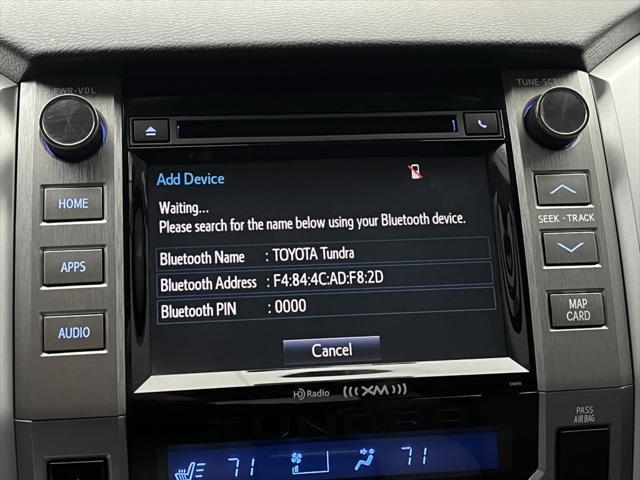 PWR•VOL
TUNE•SCR
HOME
APPS
AUDIO
Add Device
Waiting...
Please search for the name below using your Bluetooth device.
Bluetooth Name : TOYOTA Tundra
Bluetooth Address : F4:84:4C:AD:F8:2D
Bluetooth PIN : 0000
Cancel
SEEK • TRACK
MAP
CARD
HD Radio (((XM)))
PASS
AIR BAG
TUNDRA
71
71